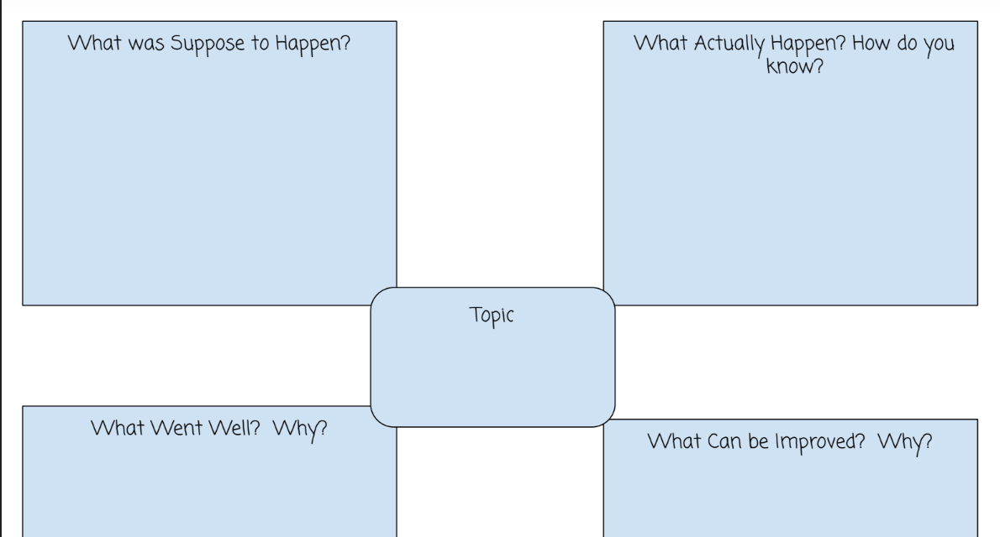 What was Suppose to Happen?
What Actually Happen? How do you
know?
Topic
What Went Well?  Why?
What Can be Improved?  Why?